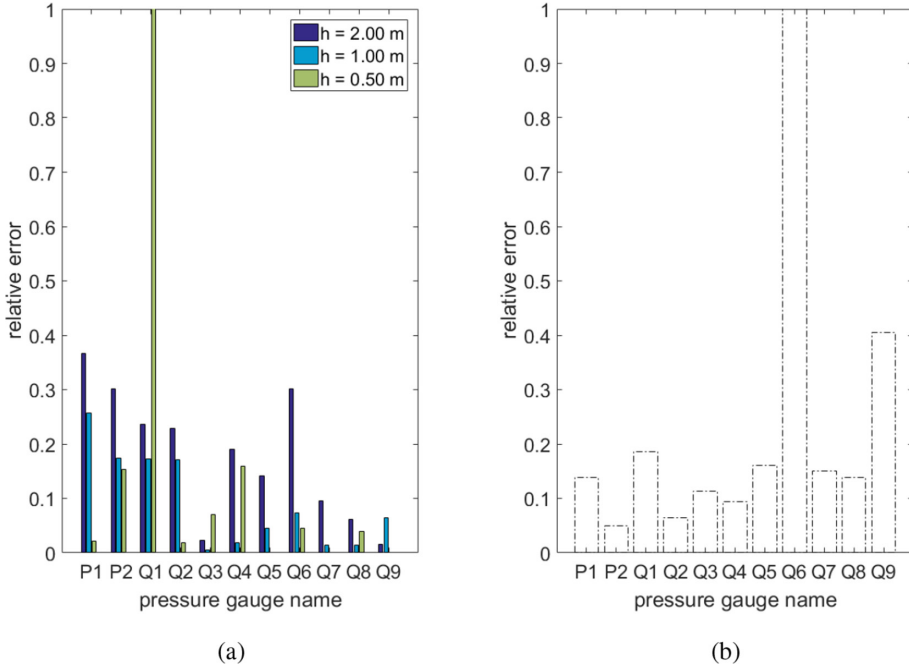 1
0.9
0.8
0.7
0.6
0.5
0.4
0.3
0.2
0.1
0
relative error
h = 2.00 m
h = 1.00 m
h = 0.50 m
P1 P2 Q1 Q2 Q3 Q4 Q5 Q6 Q7 Q8 Q9
pressure gauge name
(a)
1
0.9
0.8
0.7
0.6
0.5
0.4
0.3
0.2
0.1
0
relative error
P1 P2 Q1 Q2 Q3 Q4 Q5 Q6 Q7 Q8 Q9
pressure gauge name
(b)